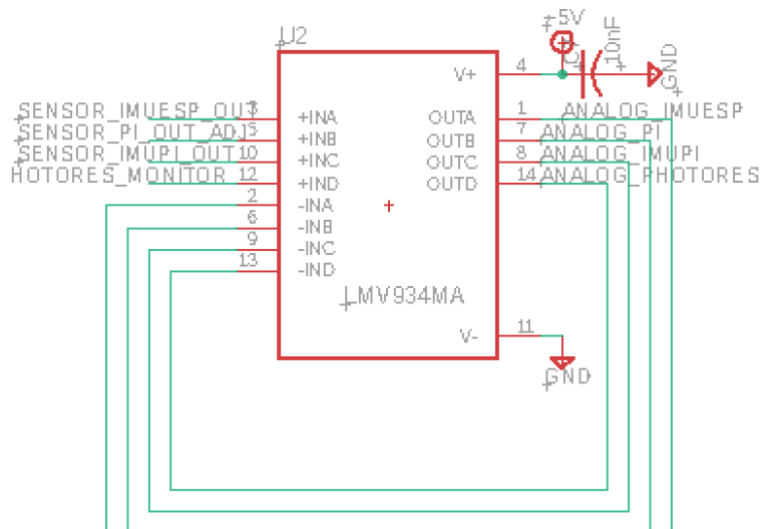 U2
+5V
10nF
GND
V+ 4
SENSOR_IMUESP_OUT 3 +INA OUTA 1 ANALOG_IMUESP
SENSOR_PI_OUT_ADJ 5 +INB OUTB 7 ANALOG_PI
SENSOR_IMUPI_OUT 10 +INC OUTC 8 ANALOG_IMUPI
HOTORES_MONITOR 12 +IND OUTD 14 ANALOG_PHOTORES
2 -INA
6 -INB
9 -INC
13 -IND
LMV934MA
V- 11
GND